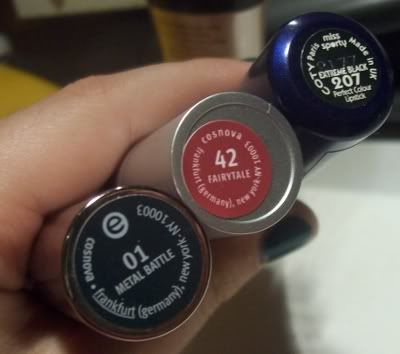 miss
sporty Made in UK
COTY Paris
EXTREME BLACK
207
Perfect Colour
Lipstick
cosnova
42
FAIRYTALE
frankfurt (germany), new york-NY 10003
e
01
METAL BATTLE
cosnova • frankfurt (germany), new york - NY 10003